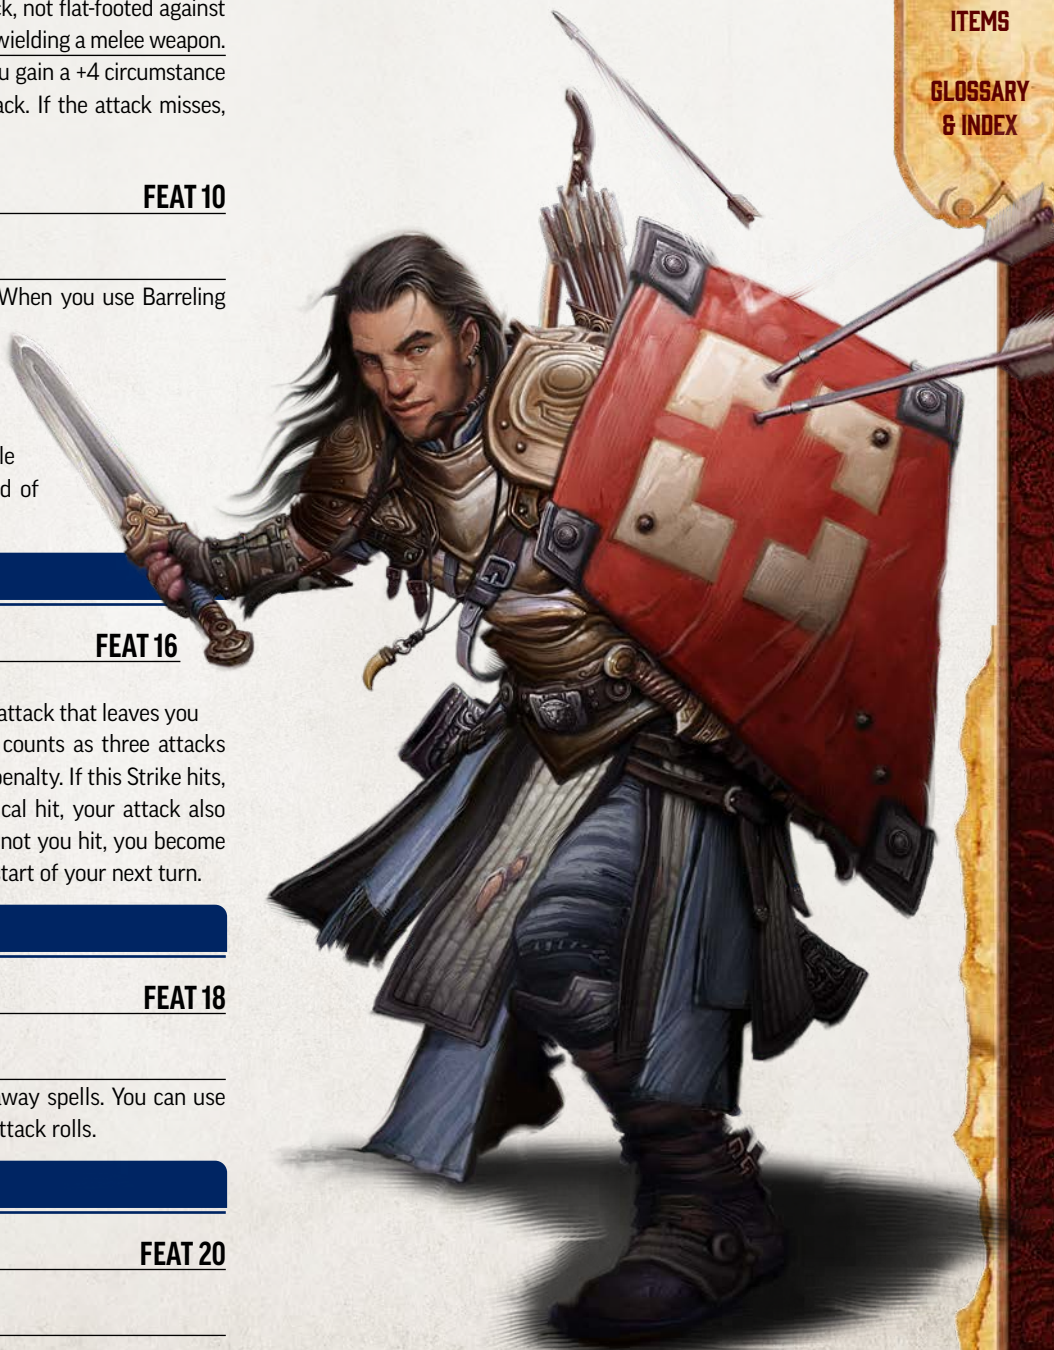 ck, not flat-footed against
wielding a melee weapon.
u gain a +4 circumstance
ack. If the attack misses,
FEAT 10
When you use Barreling
le
d of
FEAT 16
attack that leaves you
counts as three attacks
penalty. If this Strike hits,
cal hit, your attack also
not you hit, you become
start of your next turn.
FEAT 18
away spells. You can use
ttack rolls.
FEAT 20
ITEMS
GLOSSARY
& INDEX